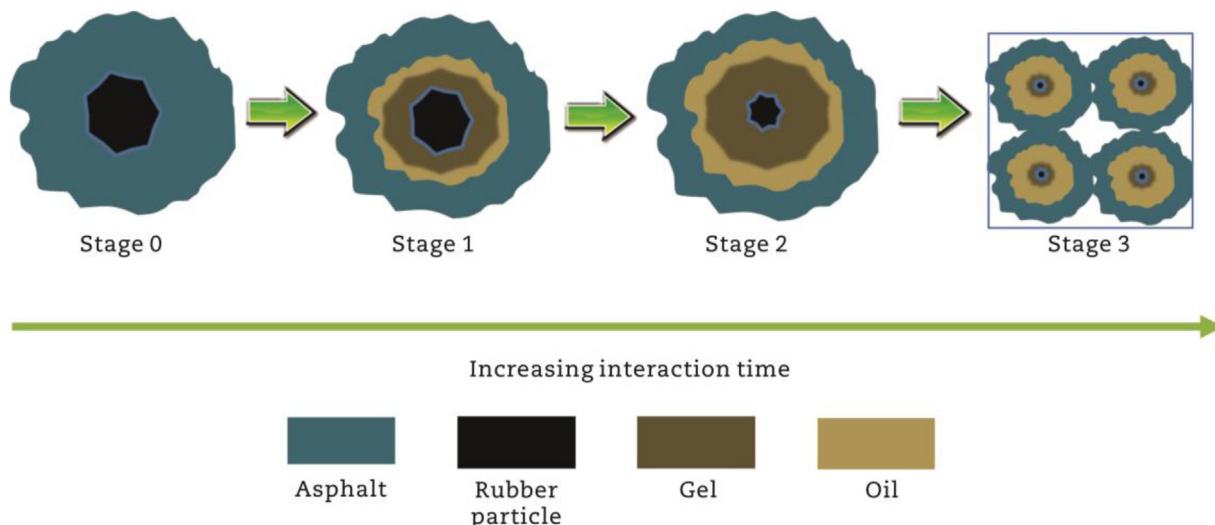 Stage 0
Stage 1
Stage 2
Stage 3
Increasing interaction time
Asphalt
Rubber
particle
Gel
Oil